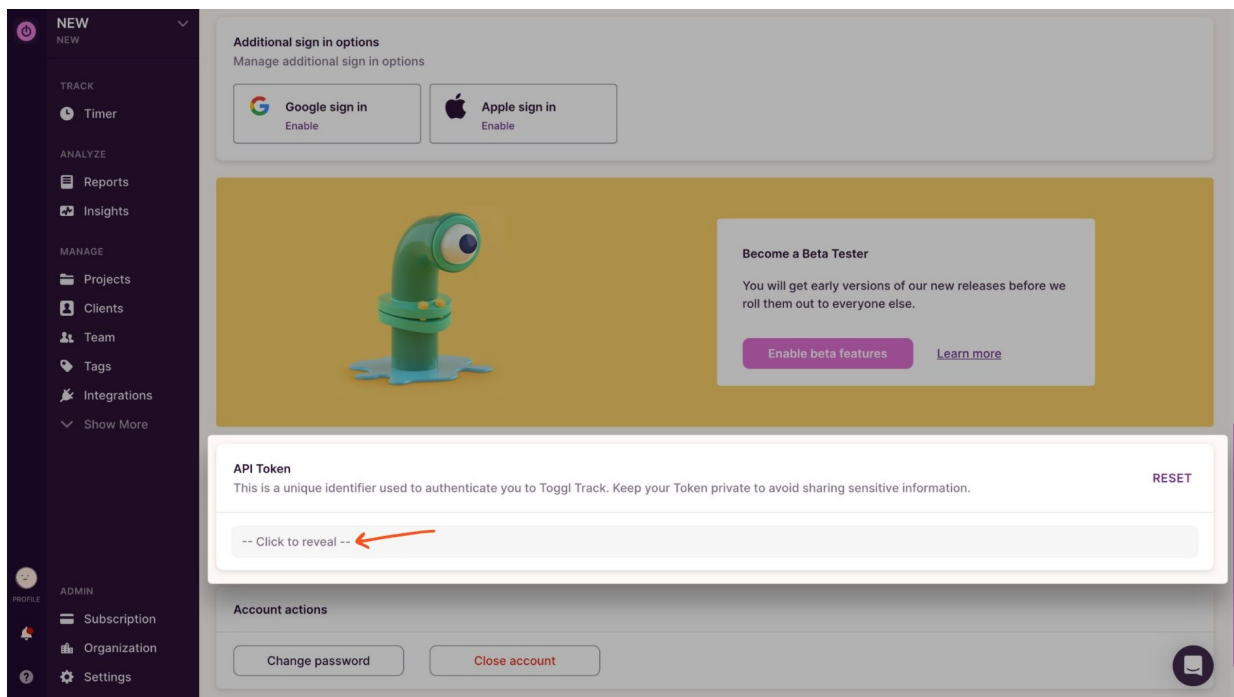 NEW
NEW
TRACK
Timer
ANALYZE
Reports
Insights
MANAGE
Projects
Clients
Team
Tags
Integrations
Show More
PROFILE
ADMIN
Subscription
Organization
Settings
Additional sign in options
Manage additional sign in options
Google sign in
Enable
Apple sign in
Enable
Become a Beta Tester
You will get early versions of our new releases before we
roll them out to everyone else.
Enable beta features
Learn more
API Token
This is a unique identifier used to authenticate you to Toggl Track. Keep your Token private to avoid sharing sensitive information.
RESET
-- Click to reveal --
Account actions
Change password
Close account